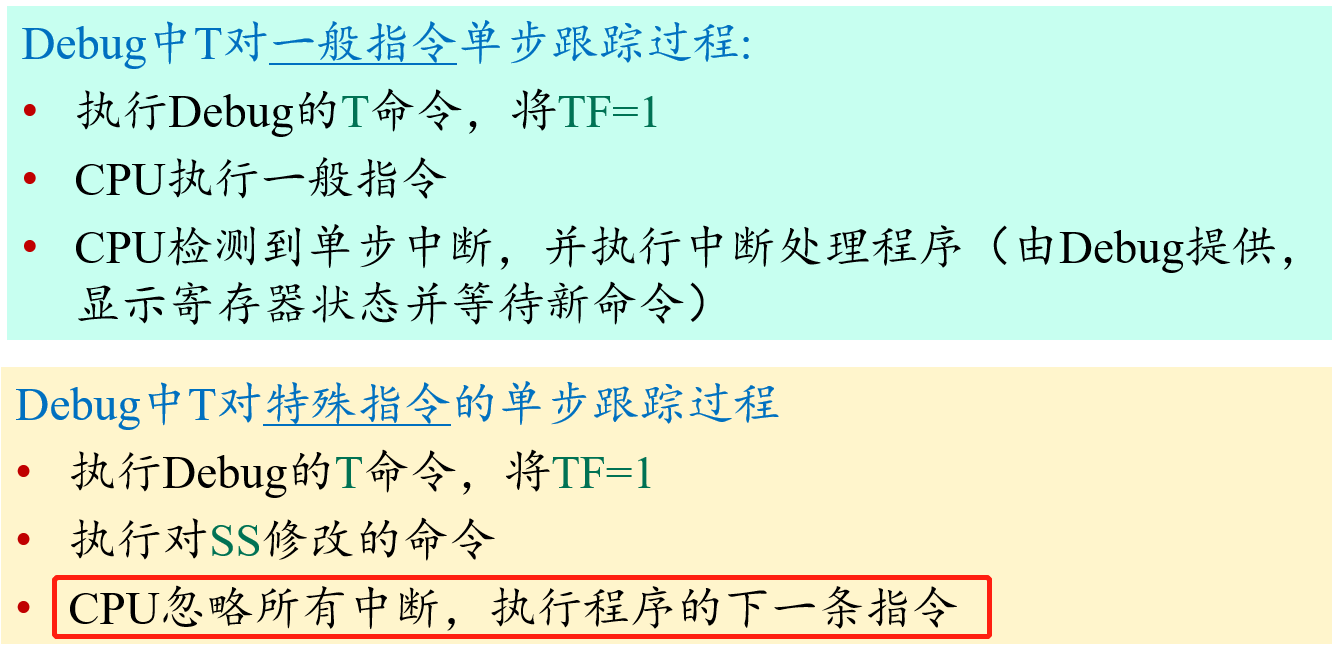 Debug中T对一般指令单步跟踪过程:
• 执行Debug的T命令，将TF=1
• CPU执行一般指令
• CPU检测到单步中断，并执行中断处理程序（由Debug提供，
显示寄存器状态并等待新命令）
Debug中T对特殊指令的单步跟踪过程
• 执行Debug的T命令，将TF=1
• 执行对SS修改的命令
• CPU忽略所有中断，执行程序的下一条指令